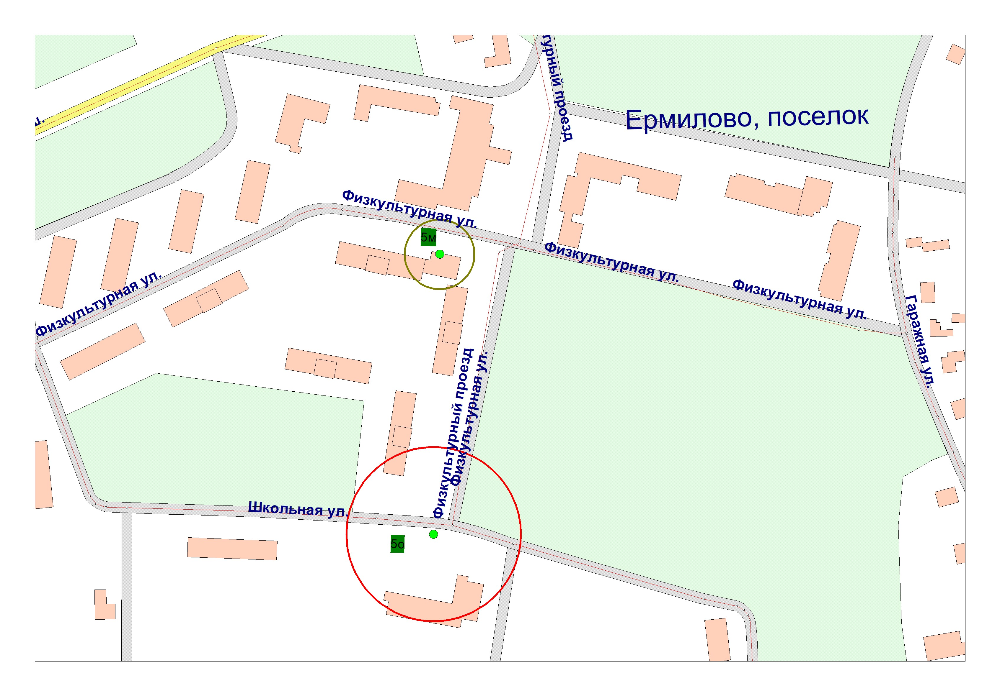 ш.
турный проезд
Ермилово, поселок
Физкультурная ул.
5м
Физкультурная ул.
Физкультурная ул.
Физкультурная ул.
Гаражная ул.
Физкультурный проезд
Физкультурная ул.
Школьная ул.
5о